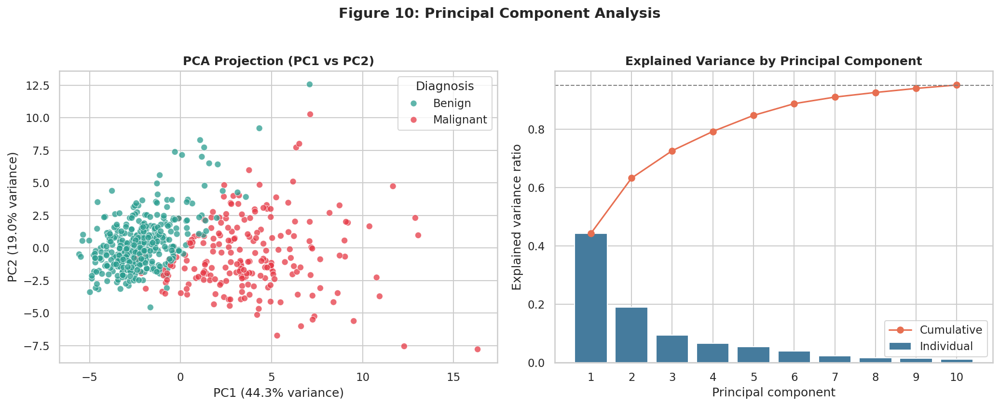 Figure 10: Principal Component Analysis
PCA Projection (PC1 vs PC2)
Diagnosis
Benign
Malignant
12.5
10.0
7.5
5.0
2.5
0.0
−2.5
−5.0
−7.5
PC2 (19.0% variance)
−5
0
5
10
15
PC1 (44.3% variance)
Explained Variance by Principal Component
0.8
0.6
0.4
0.2
0.0
Explained variance ratio
Cumulative
Individual
1
2
3
4
5
6
7
8
9
10
Principal component